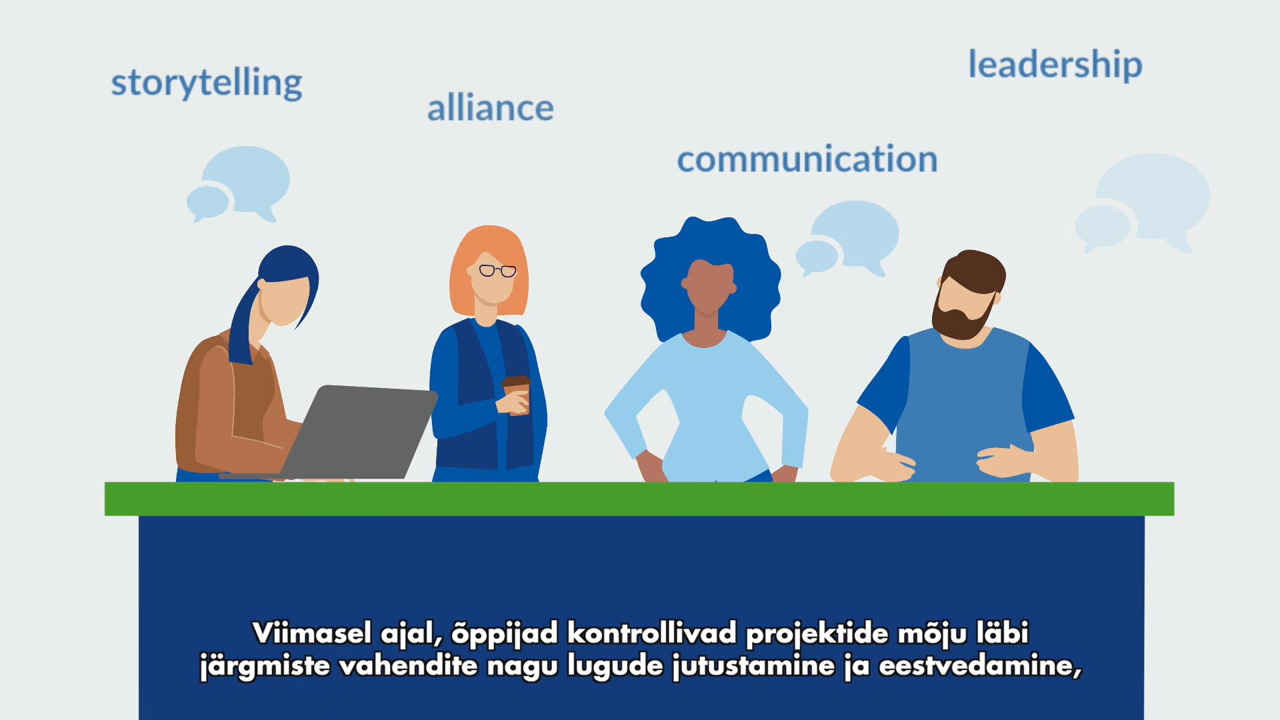 storytelling
alliance
communication
leadership
Viimasel ajal, õppijad kontrollivad projektide mõju läbi
järgmiste vahendite nagu lugude jutustamine ja eestvedamine,